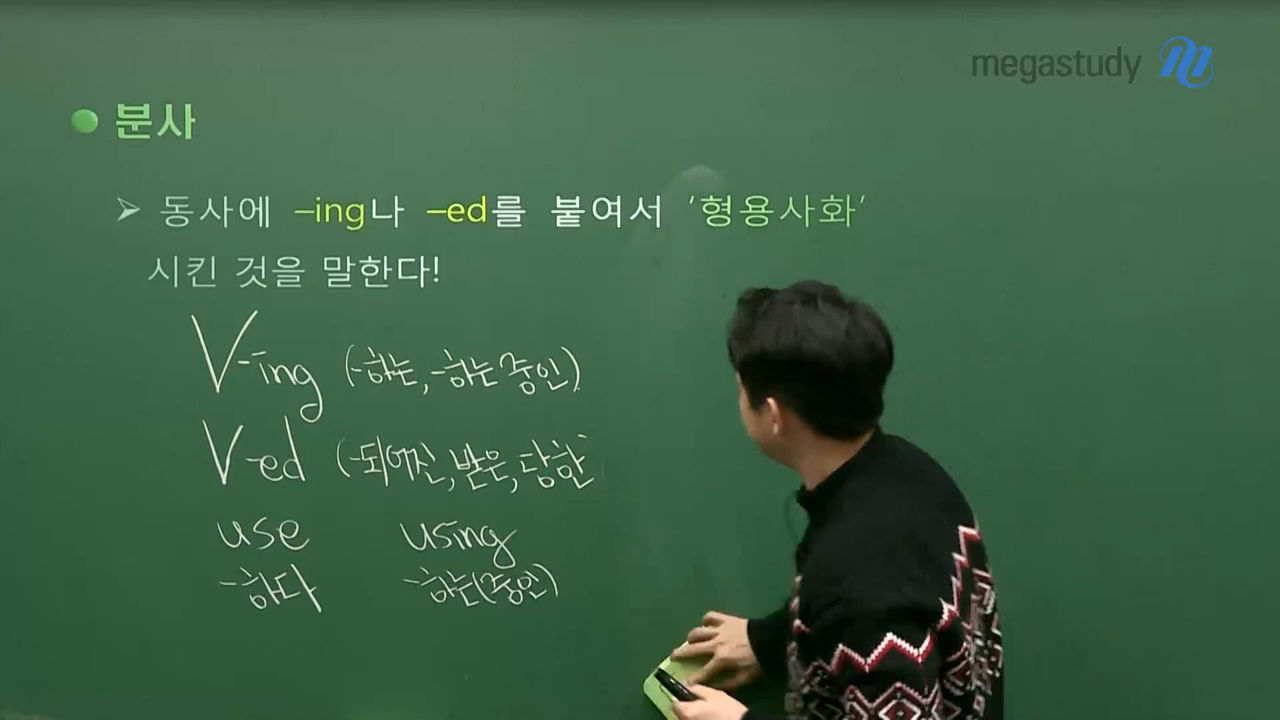 megastudy
분사
동사에 –ing나 –ed를 붙여서 '형용사화'
시킨 것을 말한다!
V-ing (-하는, -하는 중인)
V-ed (-되어진, 받은, 당한
use using
-하다 -하는(중인)